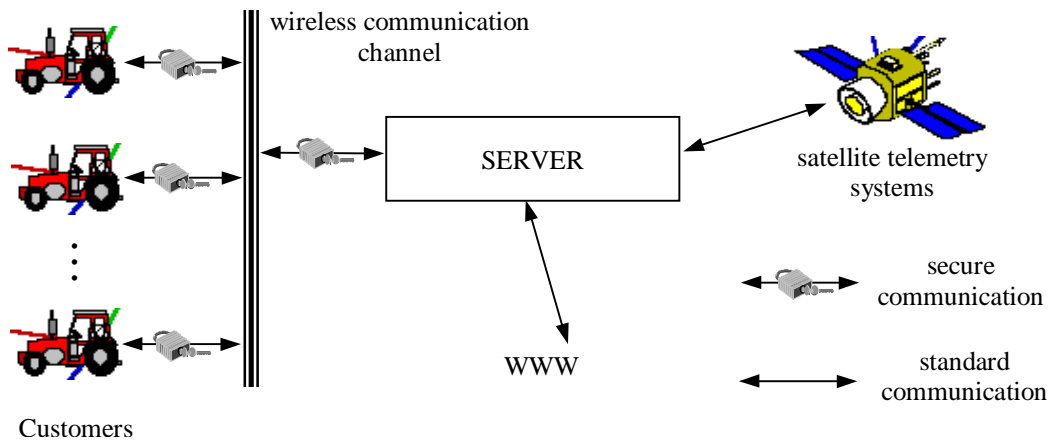 wireless communication
channel
SERVER
satellite telemetry
systems
secure
communication
WWW
standard
communication
Customers